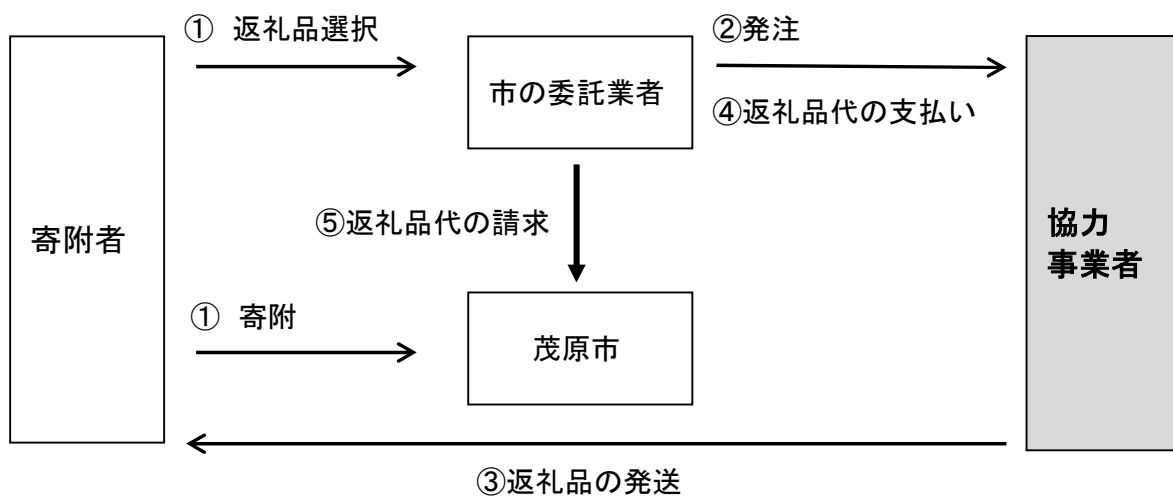 ① 返礼品選択
②発注
市の委託業者
④返礼品代の支払い
⑤返礼品代の請求
寄附者
協力
事業者
① 寄附
茂原市
③返礼品の発送